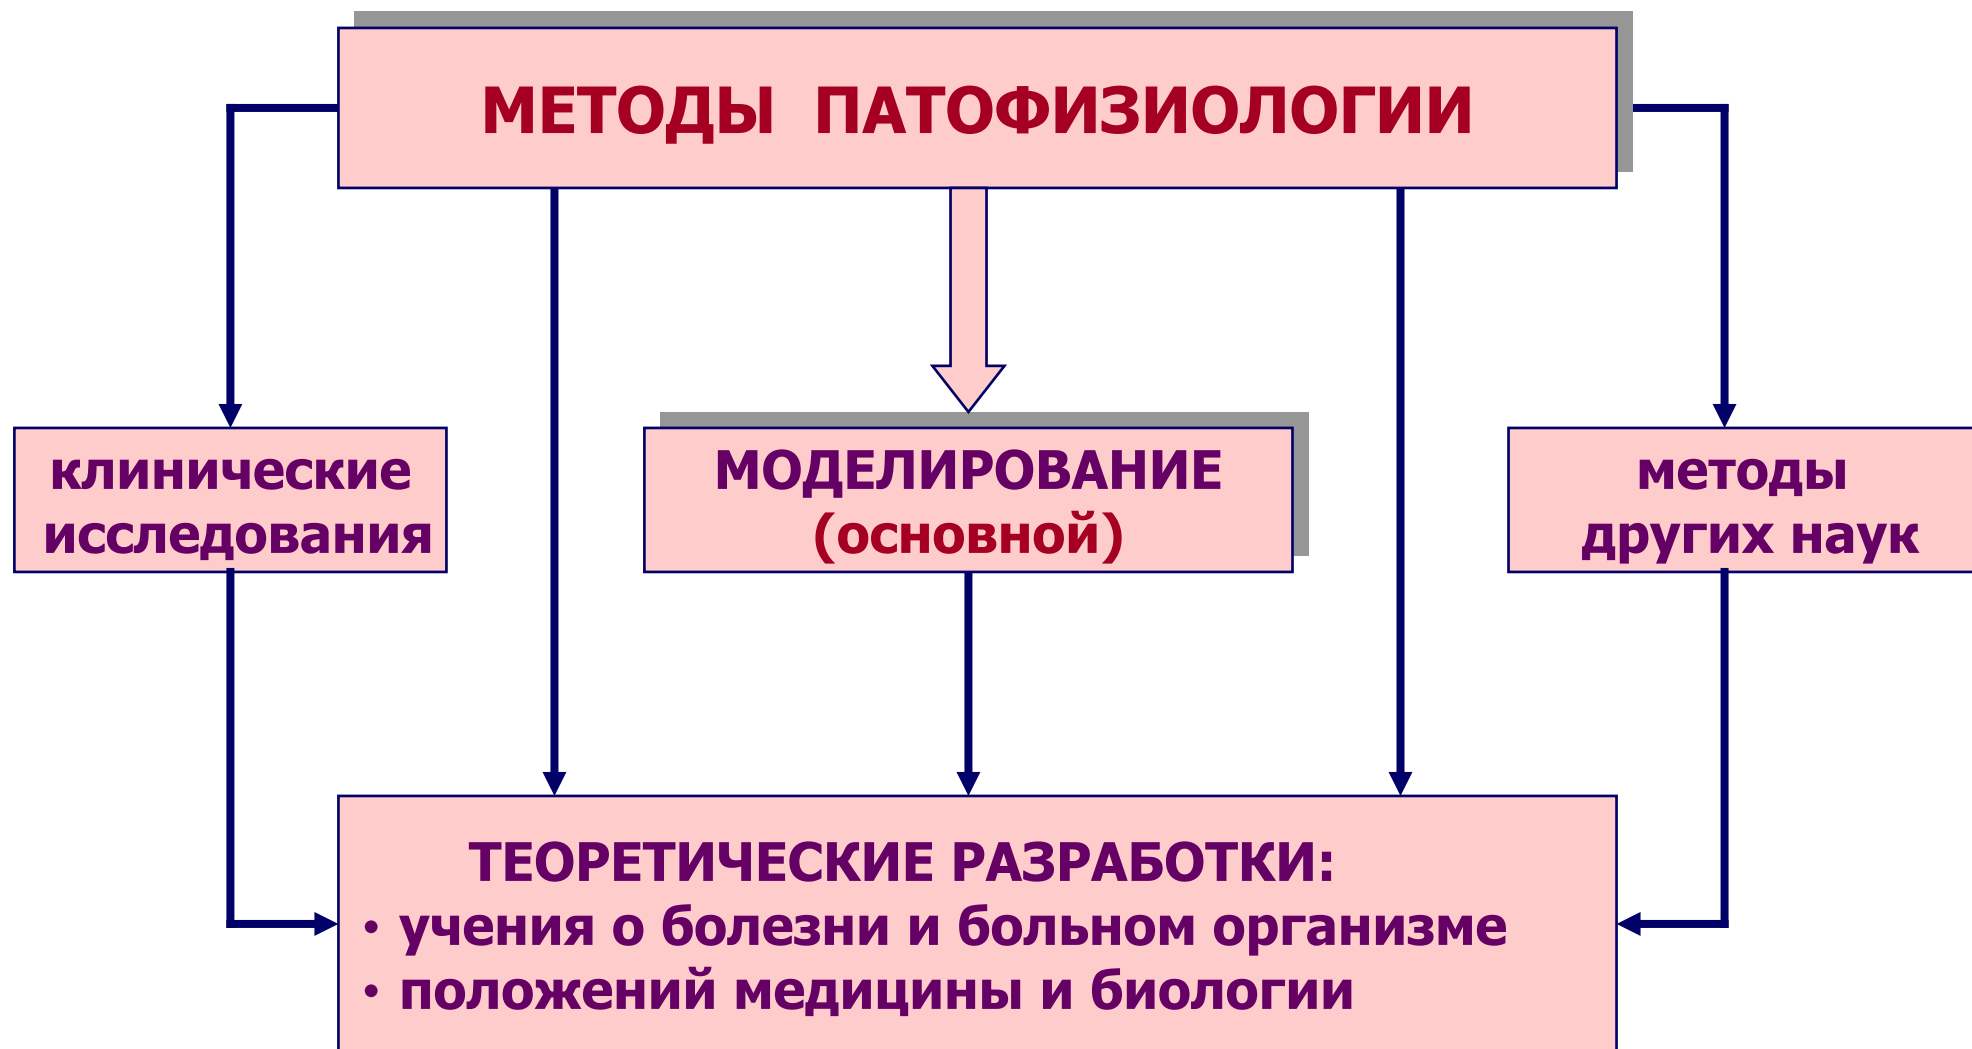 МЕТОДЫ ПАТОФИЗИОЛОГИИ
клинические
исследования
МОДЕЛИРОВАНИЕ
(основной)
методы
других наук
ТЕОРЕТИЧЕСКИЕ РАЗРАБОТКИ:
• учения о болезни и больном организме
• положений медицины и биологии